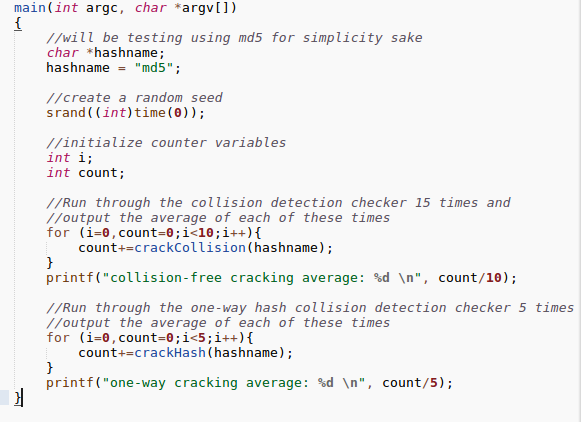 main(int argc, char *argv[])
{
//will be testing using md5 for simplicity sake
char *hashname;
hashname = "md5";
//create a random seed
srand((int)time(0));
//initialize counter variables
int i;
int count;
//Run through the collision detection checker 15 times and
//output the average of each of these times
for (i=0,count=0;i<10;i++){
count+=crackCollision(hashname);
}
printf("collision-free cracking average: %d \n", count/10);
//Run through the one-way hash collision detection checker 5 times
//output the average of each of these times
for (i=0,count=0;i<5;i++){
count+=crackHash(hashname);
}
printf("one-way cracking average: %d \n", count/5);
}